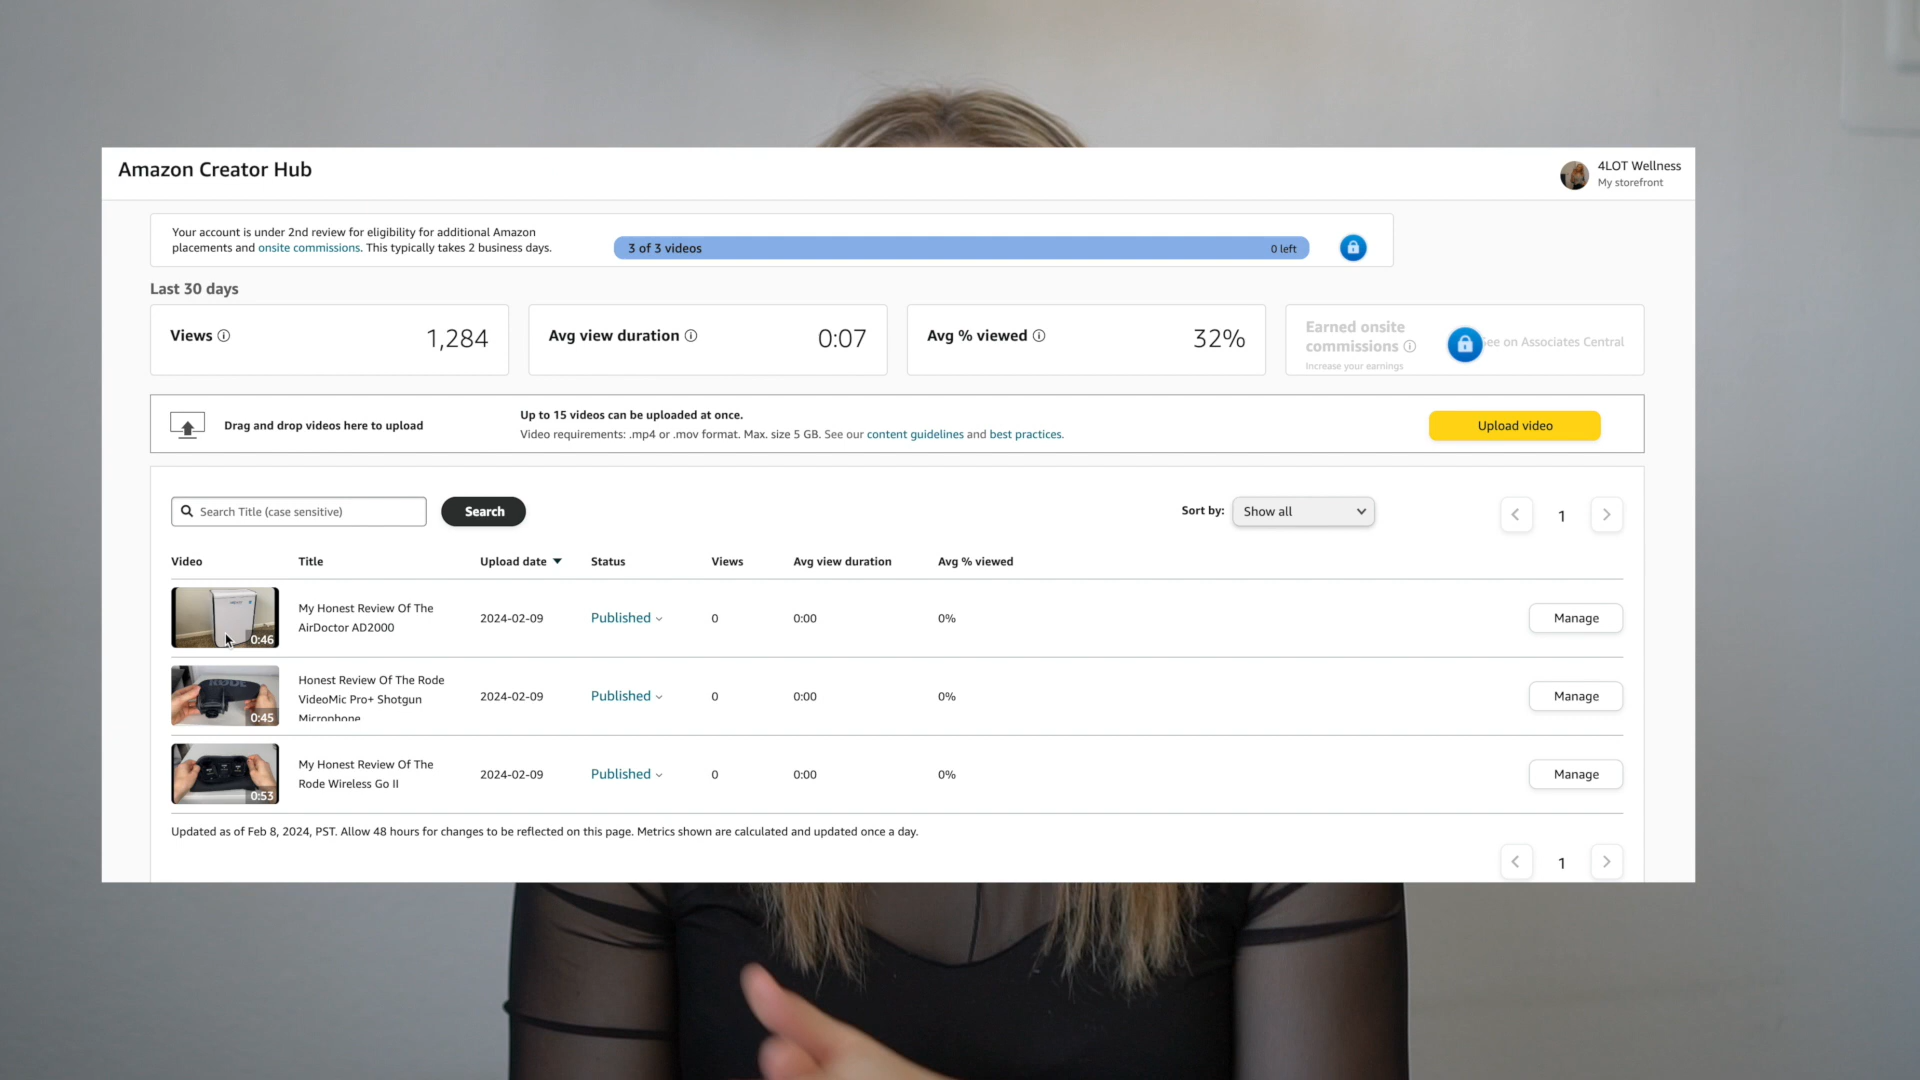 Amazon Creator Hub
4LOT Wellness
My storefront
Your account is under 2nd review for eligibility for additional Amazon
placements and onsite commissions. This typically takes 2 business days.
3 of 3 videos
0 left
Last 30 days
Views
1,284
Avg view duration
0:07
Avg % viewed
32%
Earned onsite
commissions
Increase your earnings
See on Associates Central
Drag and drop videos here to upload
Up to 15 videos can be uploaded at once.
Video requirements: .mp4 or .mov format. Max. size 5 GB. See our content guidelines and best practices.
Upload video
Search Title (case sensitive)
Search
Sort by:
Show all
1
Video
Title
Upload date
Status
Views
Avg view duration
Avg % viewed
0:46
My Honest Review Of The
AirDoctor AD2000
2024-02-09
Published
0
0:00
0%
Manage
0:45
Honest Review Of The Rode
VideoMic Pro+ Shotgun
Microphone
2024-02-09
Published
0
0:00
0%
Manage
0:53
My Honest Review Of The
Rode Wireless Go II
2024-02-09
Published
0
0:00
0%
Manage
Updated as of Feb 8, 2024, PST. Allow 48 hours for changes to be reflected on this page. Metrics shown are calculated and updated once a day.
1